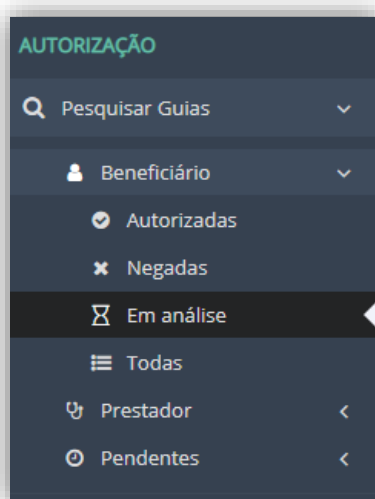 AUTORIZAÇÃO
Pesquisar Guias
Beneficiário
Autorizadas
Negadas
Em análise
Todas
Prestador
Pendentes